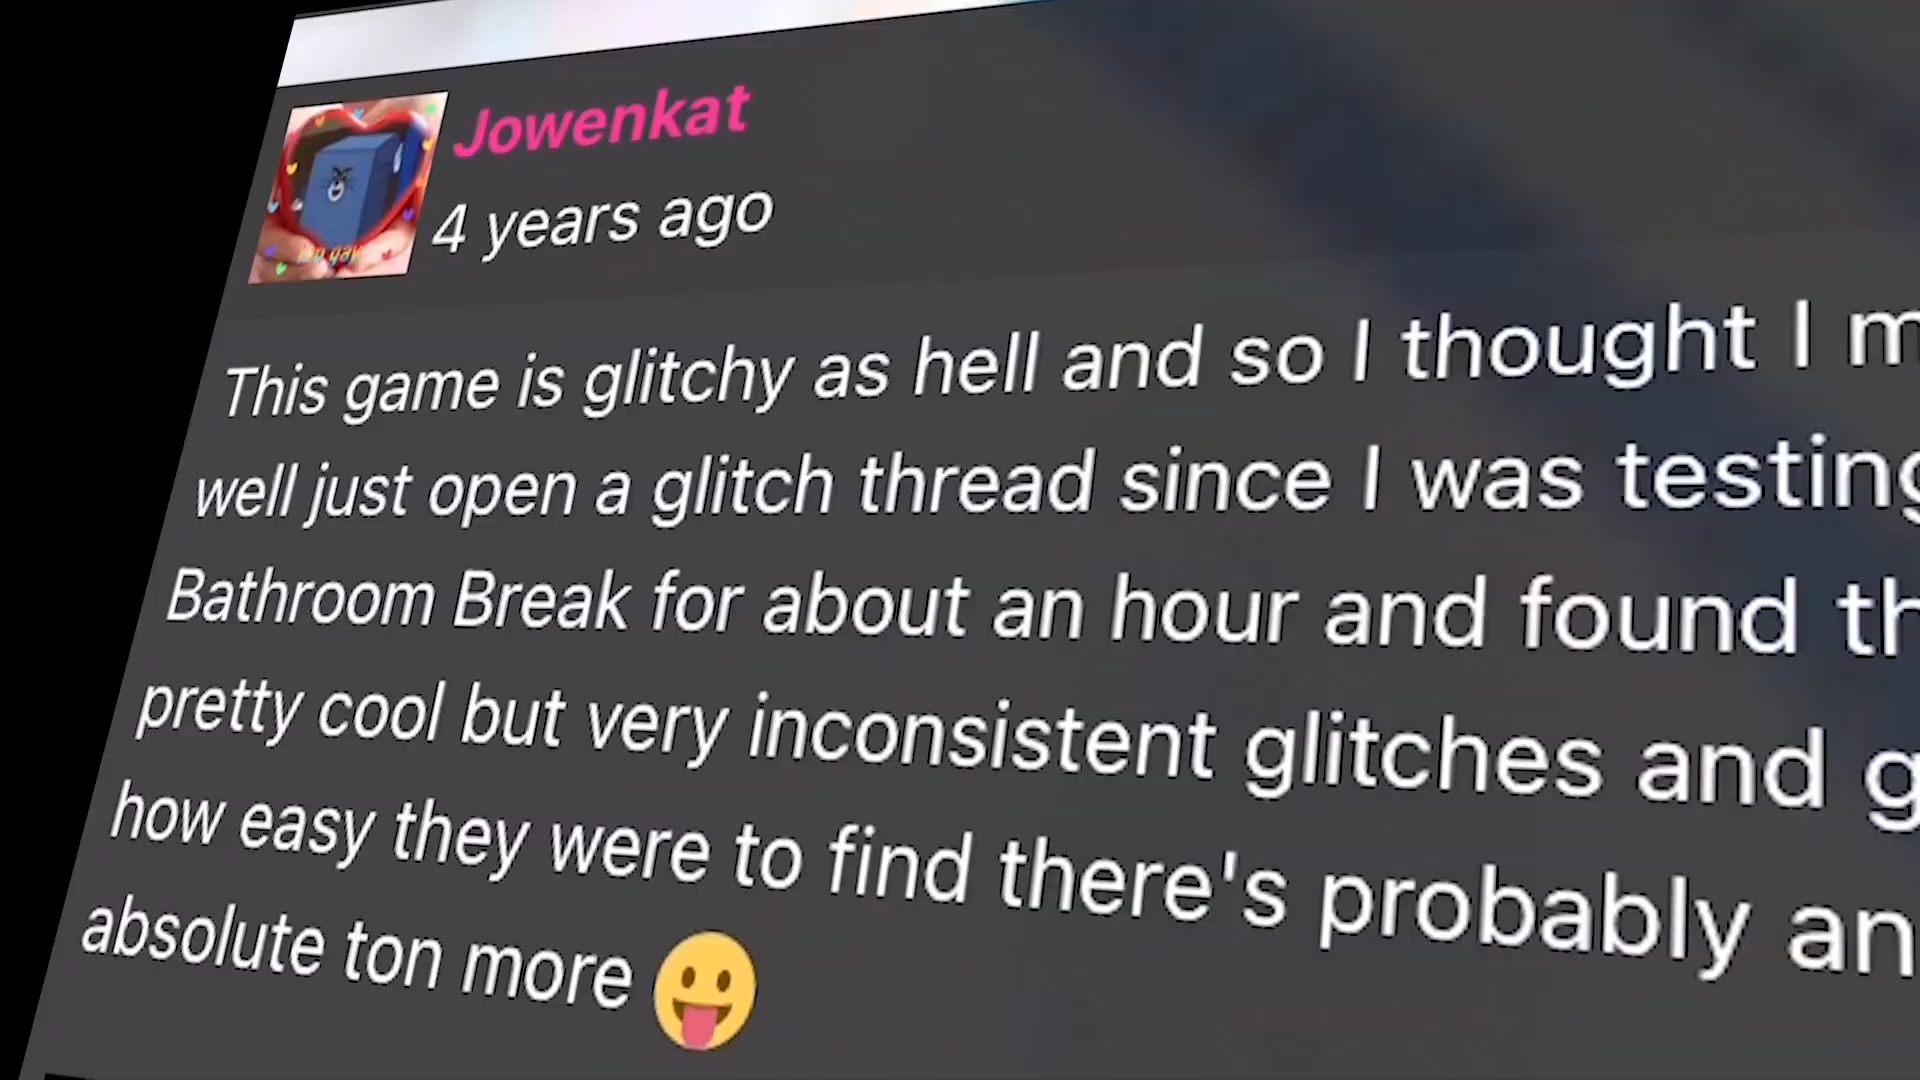 Jowenkat
4 years ago
This game is glitchy as hell and so I thought I
well just open a glitch thread since I was testing
Bathroom Break for about an hour and found
pretty cool but very inconsistent glitches and
how easy they were to find there's probably an
absolute ton more 😛